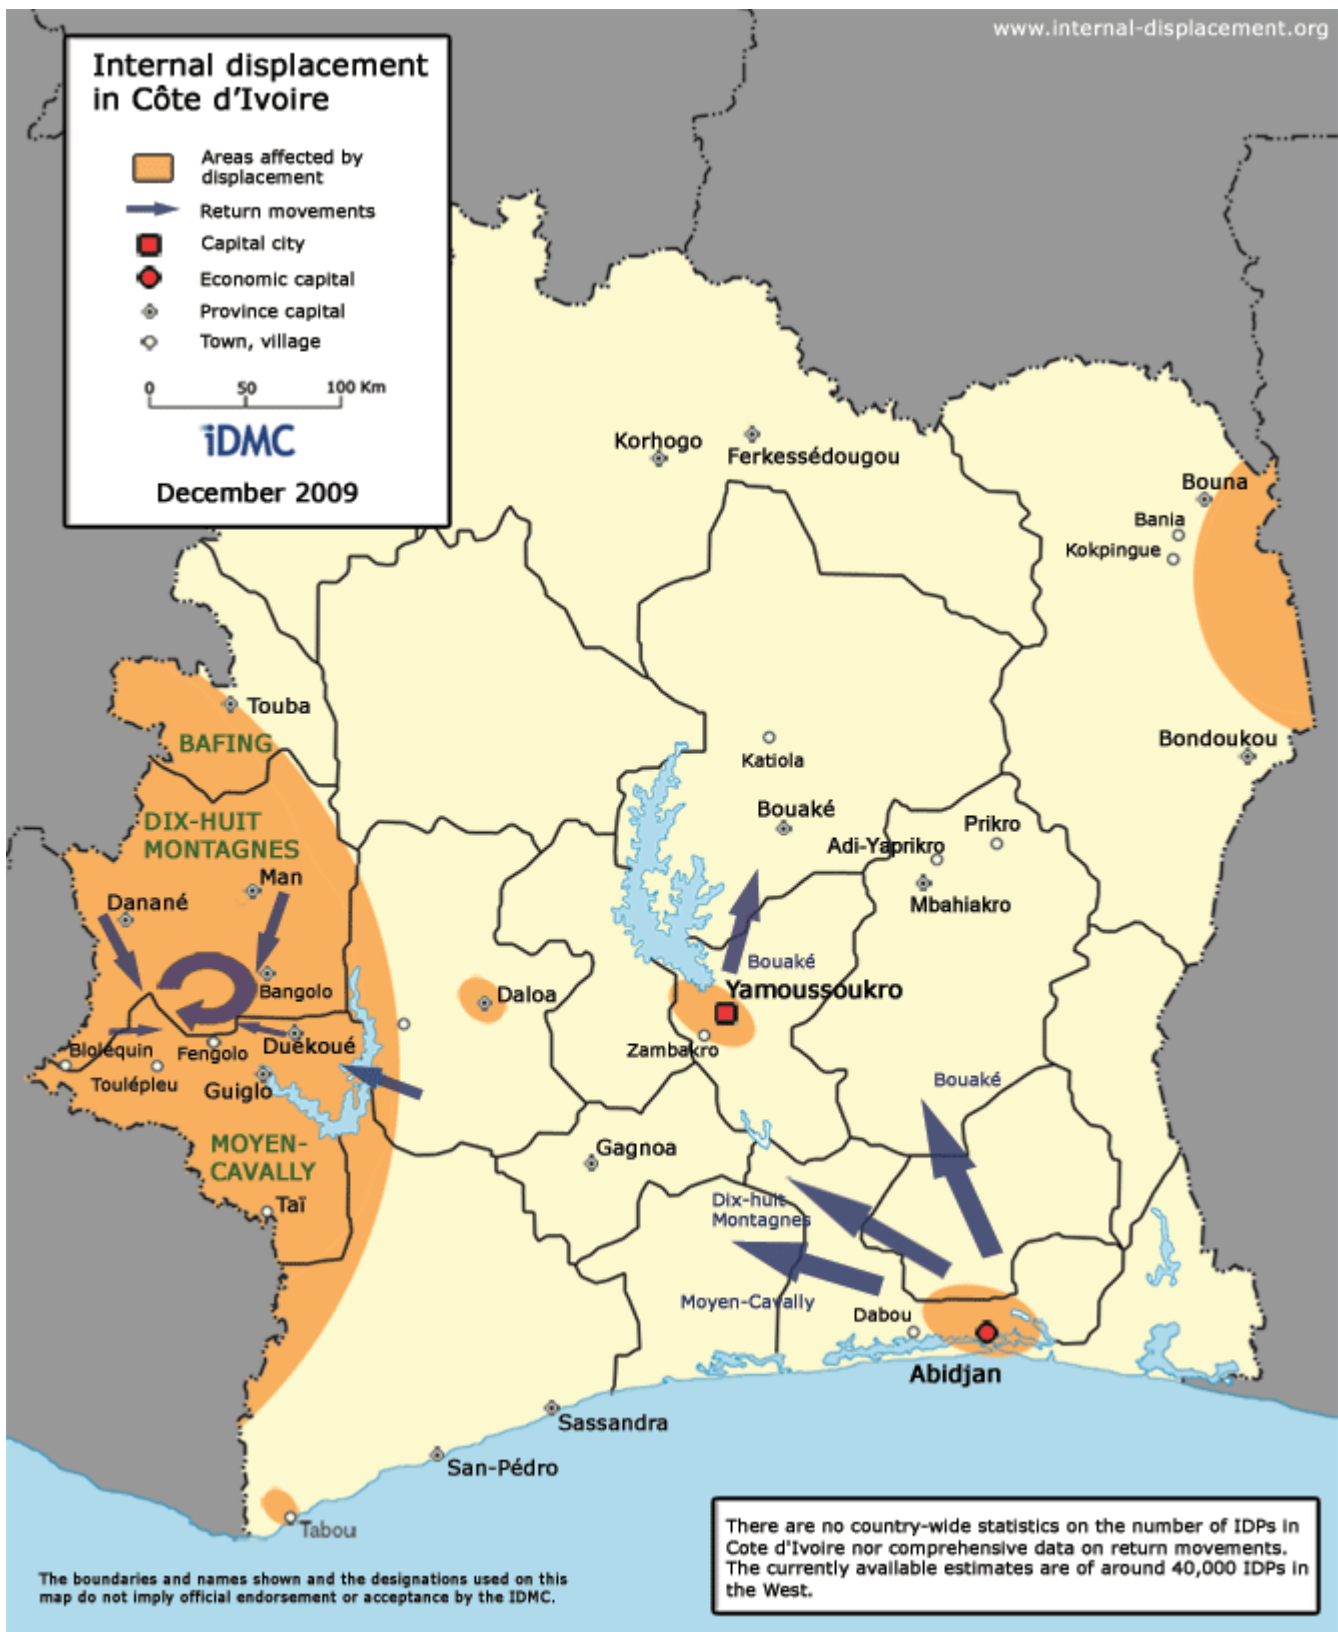 www.internal-displacement.org
Internal displacement
in Côte d'Ivoire
Areas affected by
displacement
Return movements
Capital city
Economic capital
Province capital
Town, village
0 50 100 Km
iDMC
December 2009
Korhogo
Ferkessédougou
Bouna
Bania
Kokpingue
Touba
BAFING
Bondoukou
Katiola
DIX-HUIT
MONTAGNES
Bouaké
Prikro
Adi-Yaprikro
Man
Danané
Mbahiakro
Bouaké
Bangolo
Daloa
Yamoussoukro
Duékoué
Bloléquin
Fengolo
Zambakro
Toulépleu
Guiglo
Bouaké
MOYEN-
CAVALLY
Gagnoa
Taï
Dix-huit
Montagnes
Moyen-Cavally
Dabou
Abidjan
Sassandra
San-Pédro
Tabou
There are no country-wide statistics on the number of IDPs in
Cote d'Ivoire nor comprehensive data on return movements.
The currently available estimates are of around 40,000 IDPs in
the West.
The boundaries and names shown and the designations used on this
map do not imply official endorsement or acceptance by the IDMC.